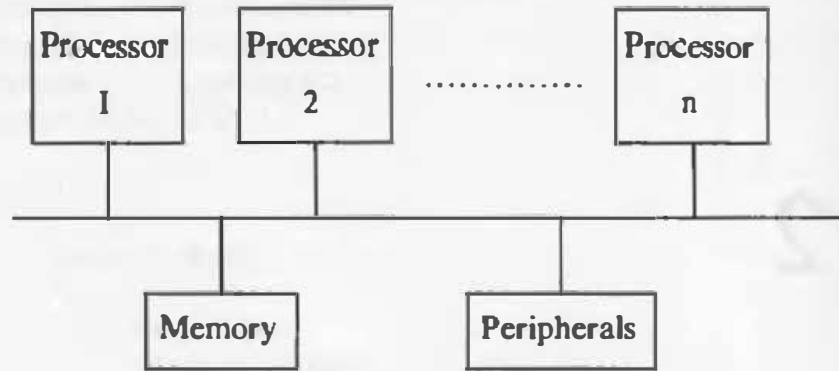 Processor
1
Processor
2
.............
Processor
n
Memory
Peripherals